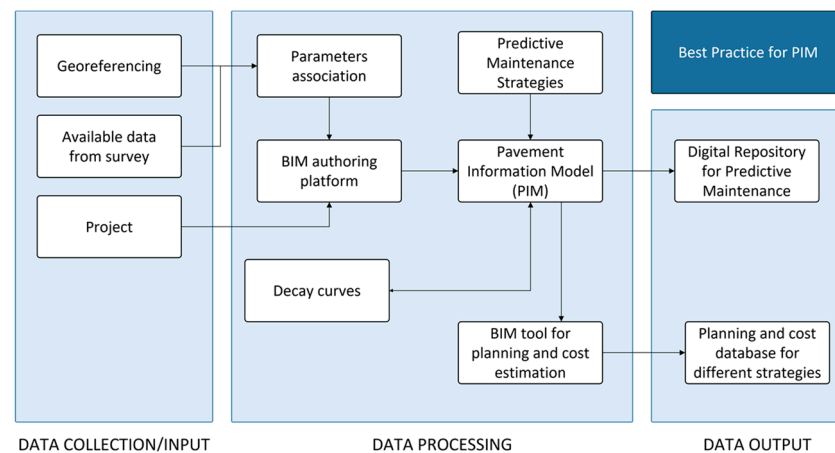 Georeferencing
Available data
from survey
Project
DATA COLLECTION/INPUT
Parameters
association
BIM authoring
platform
Decay curves
Predictive
Maintenance
Strategies
Pavement
Information Model
(PIM)
BIM tool for
planning and cost
estimation
DATA PROCESSING
Best Practice for PIM
Digital Repository
for Predictive
Maintenance
Planning and cost
database for
different strategies
DATA OUTPUT